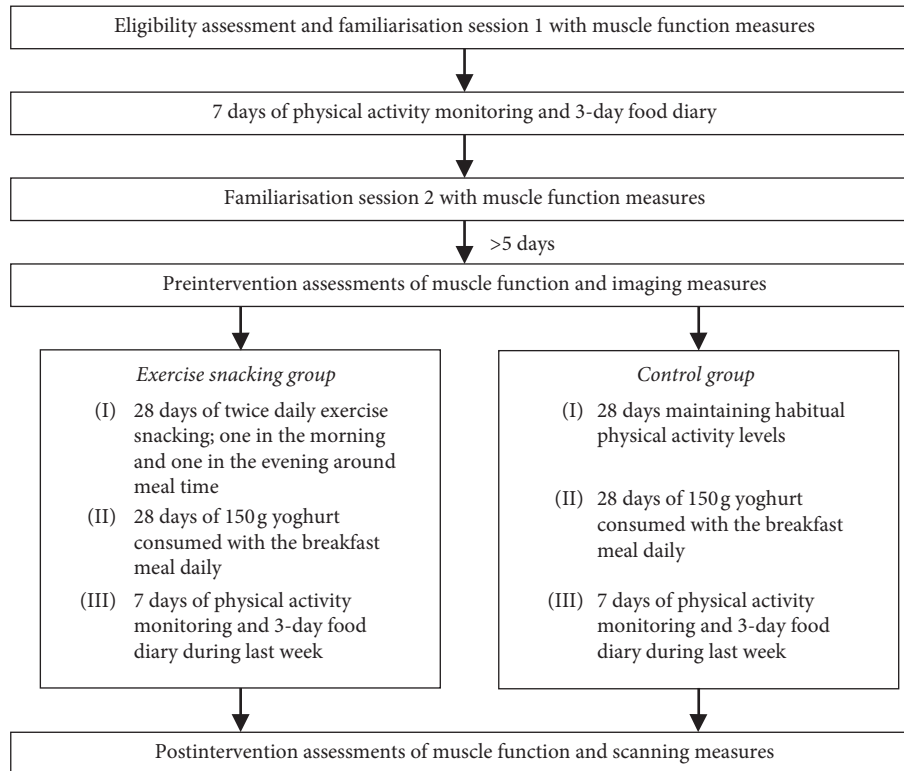 Eligibility assessment and familiarisation session 1 with muscle function measures
7 days of physical activity monitoring and 3-day food diary
Familiarisation session 2 with muscle function measures
>5 days
Preintervention assessments of muscle function and imaging measures
Exercise snacking group
(I) 28 days of twice daily exercise
snacking; one in the morning
and one in the evening around
meal time
(II) 28 days of 150 g yoghurt
consumed with the breakfast
meal daily
(III) 7 days of physical activity
monitoring and 3-day food
diary during last week
Control group
(I) 28 days maintaining habitual
physical activity levels
(II) 28 days of 150 g yoghurt
consumed with the breakfast
meal daily
(III) 7 days of physical activity
monitoring and 3-day food
diary during last week
Postintervention assessments of muscle function and scanning measures